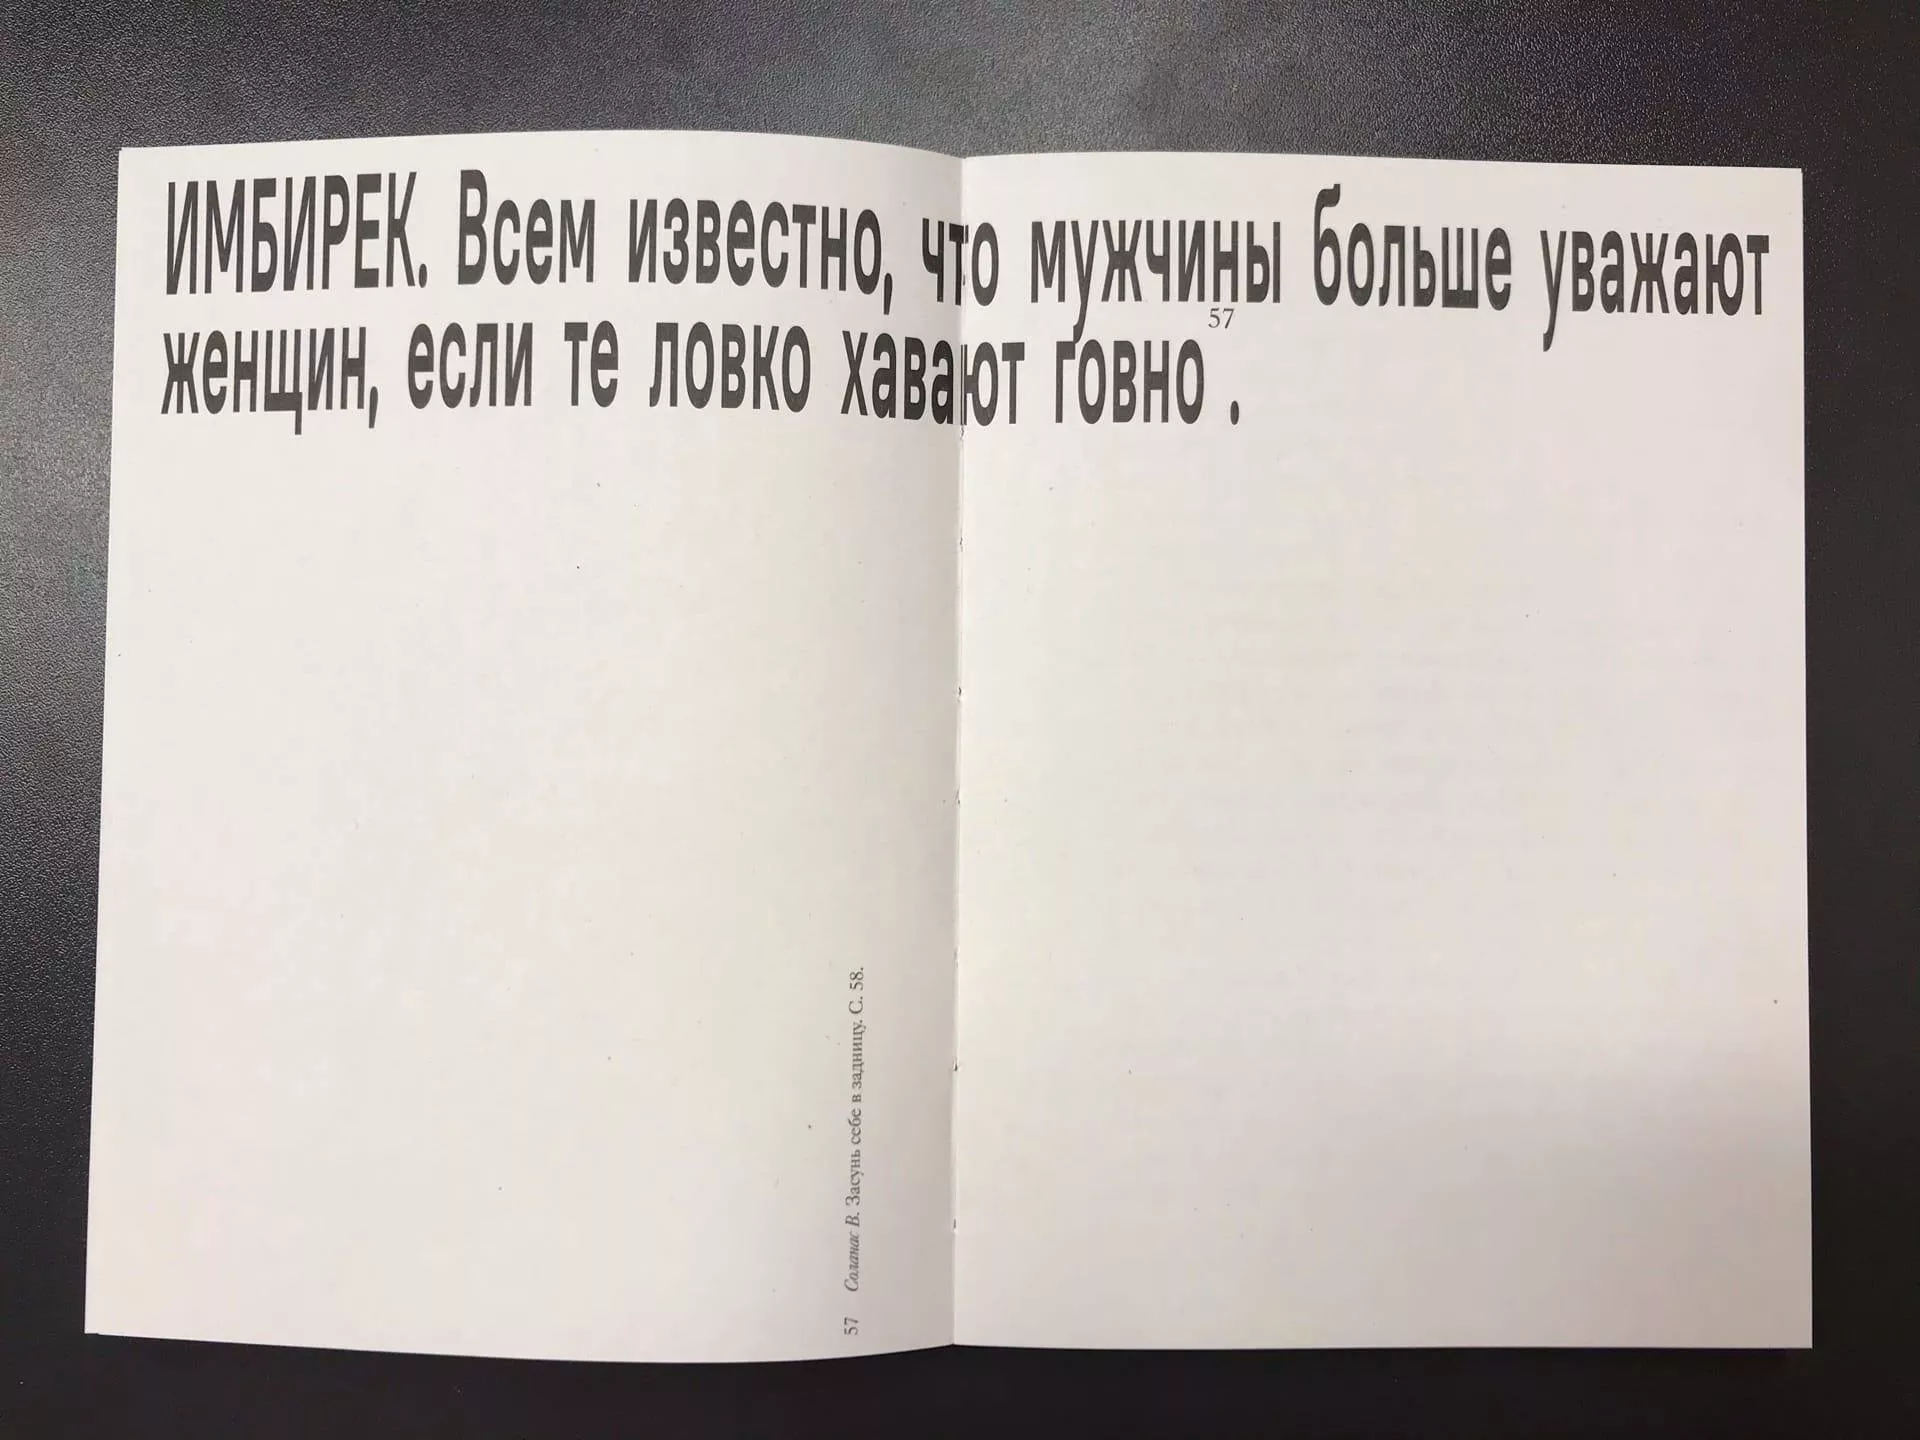 ИМБИРЕК. Всем известно, что мужчины больше уважают
женщин, если те ловко хавают говно57.
57 Соланас В. Засунь себе в задницу. С. 58.